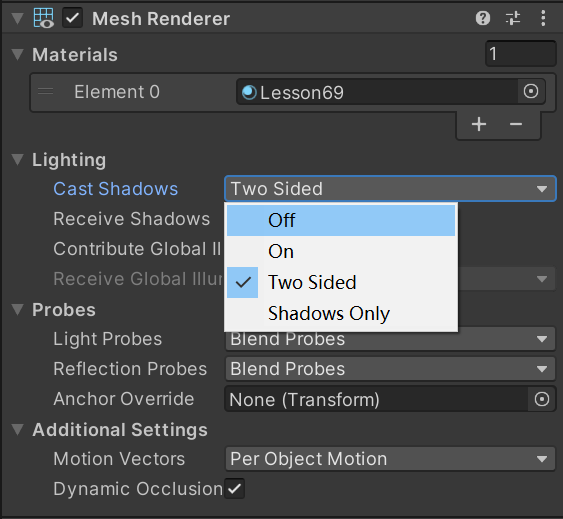 Mesh Renderer
Materials 1
Element 0 Lesson69
Lighting
Cast Shadows Two Sided
Receive Shadows Off
Contribute Global Il On
Receive Global Illu Two Sided
Shadows Only
Probes
Light Probes Blend Probes
Reflection Probes Blend Probes
Anchor Override None (Transform)
Additional Settings
Motion Vectors Per Object Motion
Dynamic Occlusion